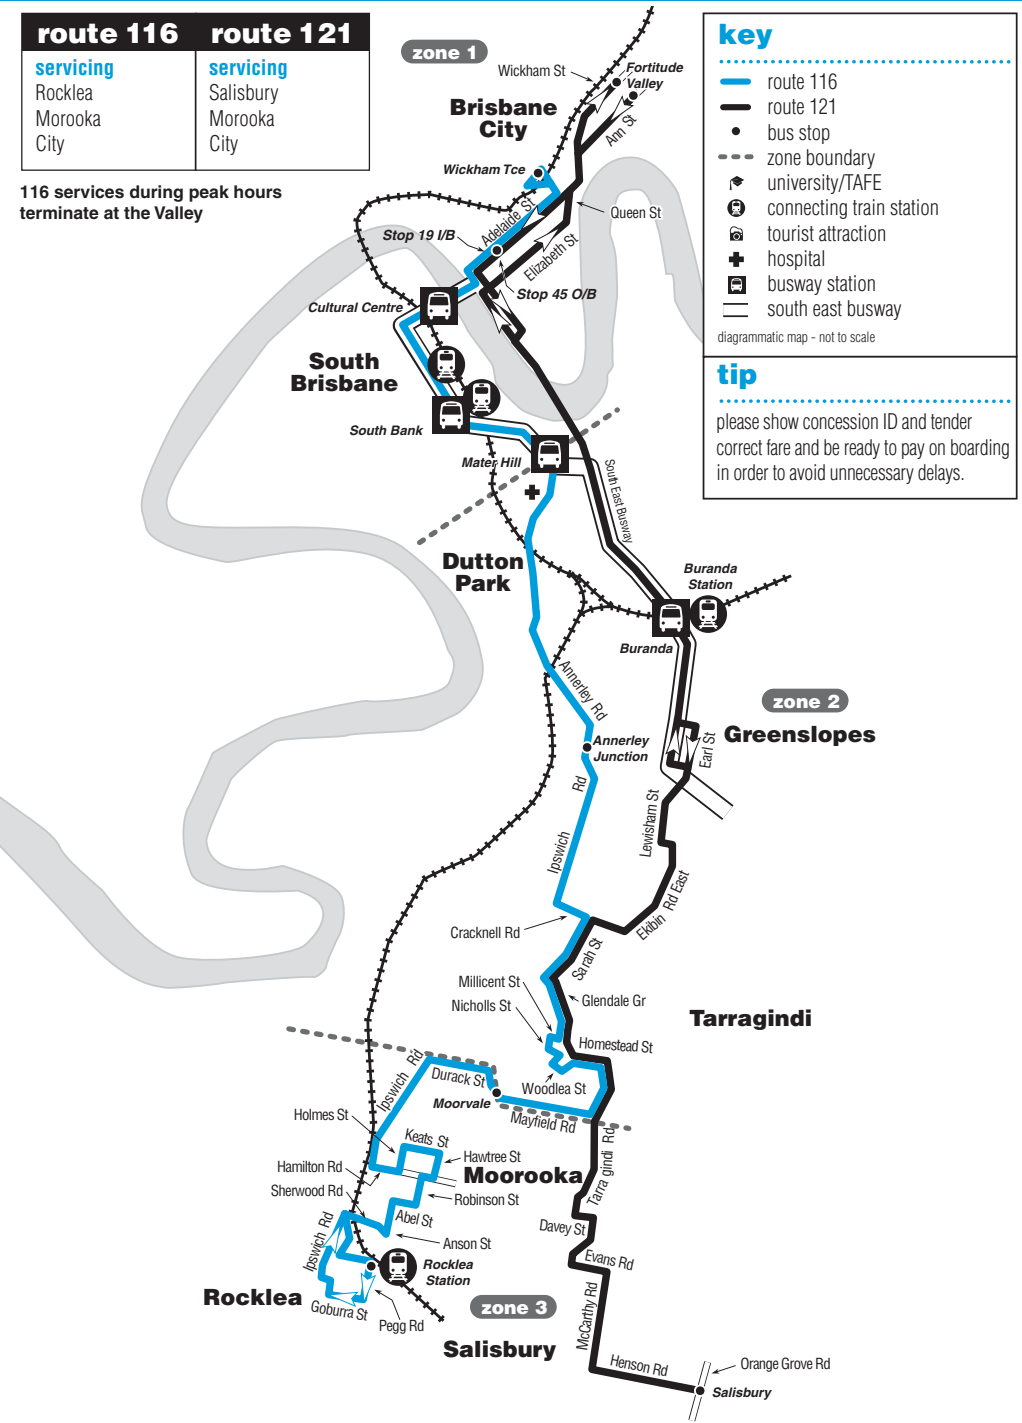 route 116
route 121
servicing
Rocklea
Morooka
City
servicing
Salisbury
Morooka
City
116 services during peak hours
terminate at the Valley
key
route 116
route 121
bus stop
zone boundary
university/TAFE
connecting train station
tourist attraction
hospital
busway station
south east busway
diagrammatic map - not to scale
tip
please show concession ID and tender
correct fare and be ready to pay on boarding
in order to avoid unnecessary delays.
zone 1
Wickham St
Fortitude
Valley
Brisbane
City
Ann St
Wickham Tce
Adelaide St
Queen St
Stop 19 I/B
Elizabeth St
Stop 45 O/B
Cultural Centre
South
Brisbane
South Bank
Mater Hill
South East Busway
Dutton
Park
Buranda
Station
Buranda
Annerley Rd
zone 2
Greenslopes
Annerley
Junction
Earl St
Rd
Ipswich
Lewisham St
Ekibin Rd East
Cracknell Rd
Sarah St
Millicent St
Nicholls St
Glendale Gr
Tarragindi
Homestead St
Ipswich Rd
Durack St
Woodlea St
Moorvale
Mayfield Rd
Holmes St
Keats St
Hawtree St
Tarragindi Rd
Hamilton Rd
Moorooka
Sherwood Rd
Robinson St
Abel St
Davey St
Anson St
Ipswich Rd
Evans Rd
Rocklea
Station
Rocklea
Goburra St
Pegg Rd
zone 3
McCarthy Rd
Salisbury
Henson Rd
Orange Grove Rd
Salisbury